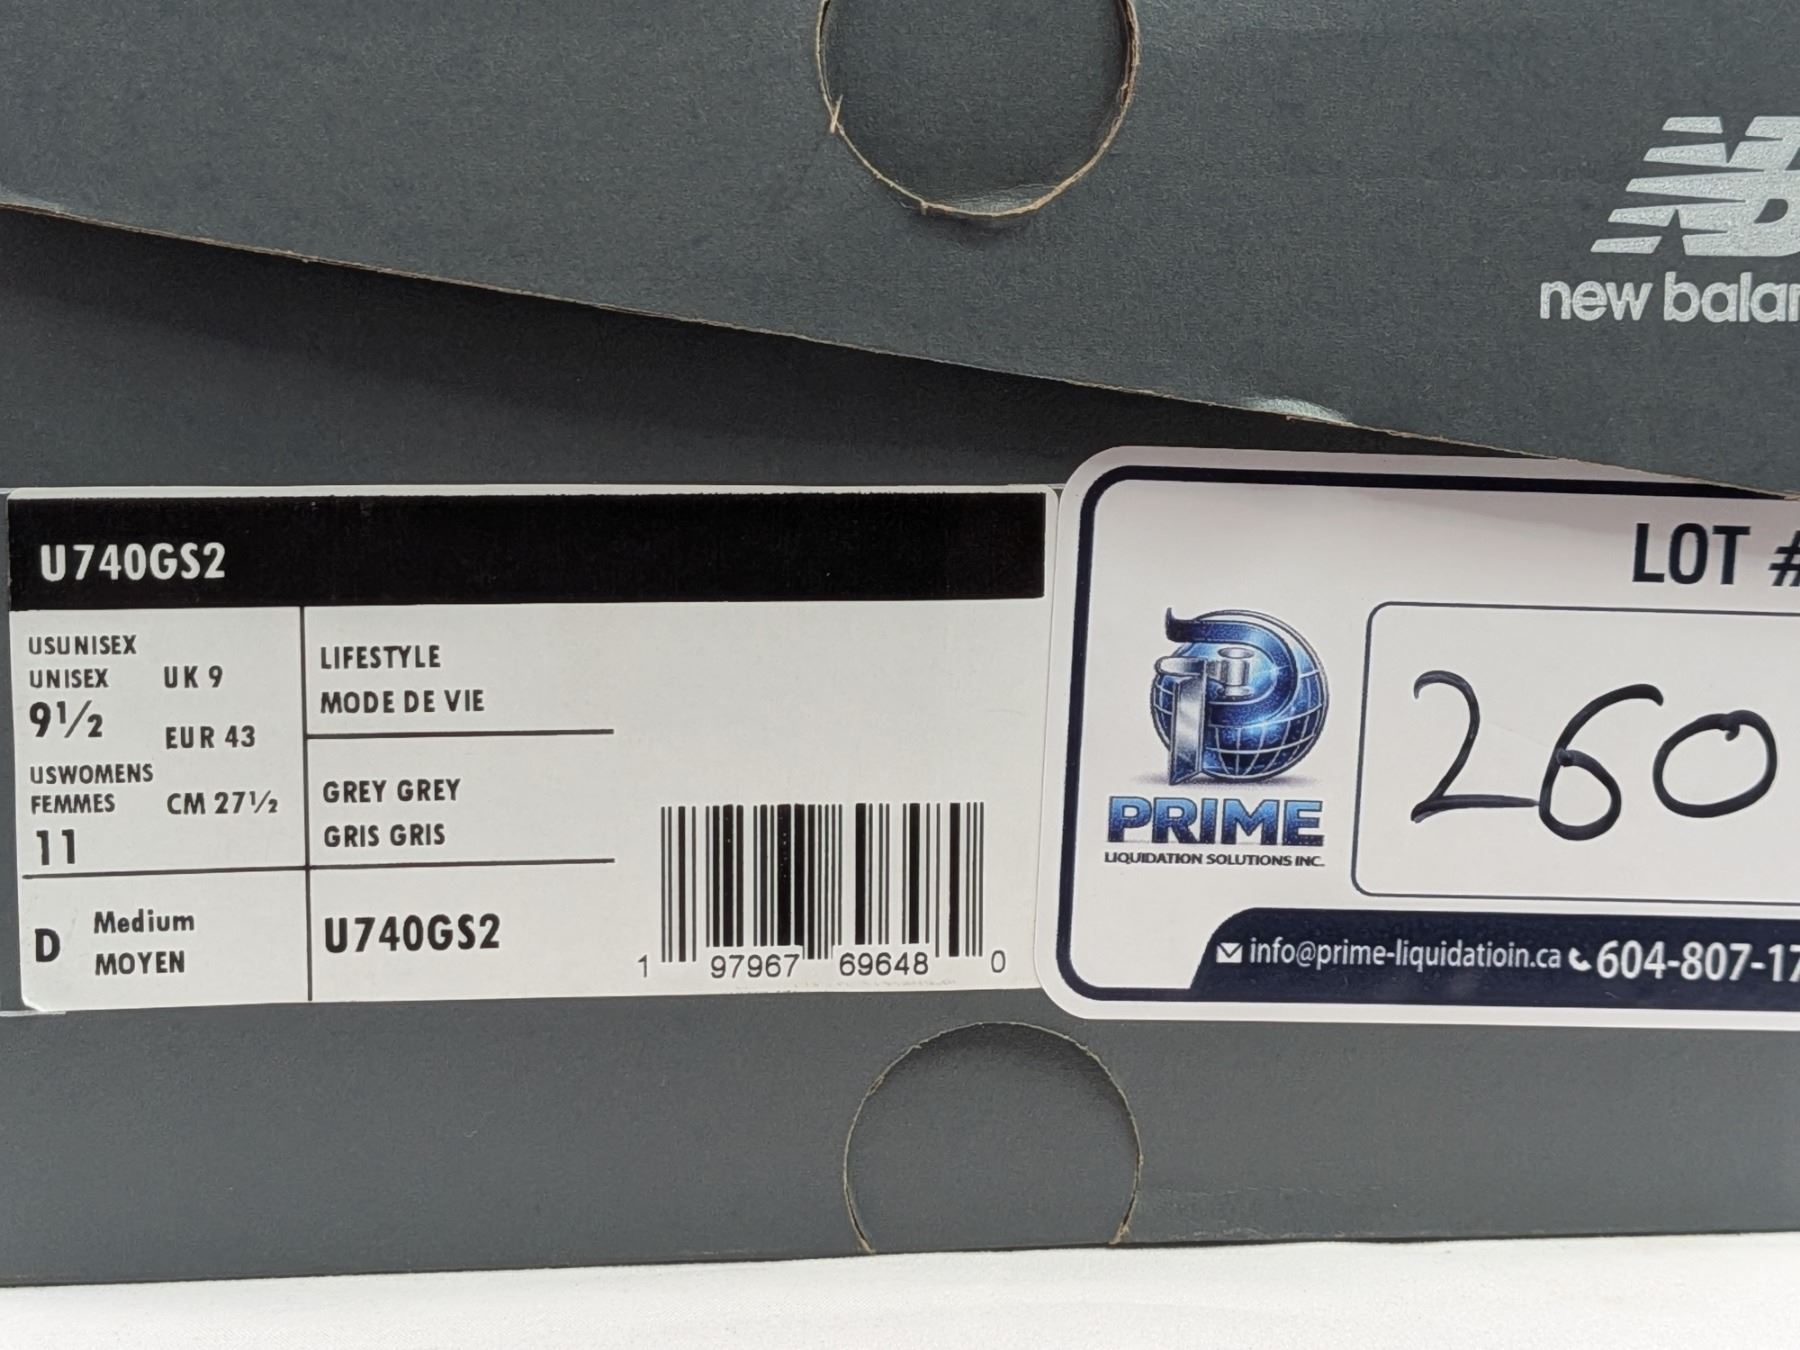 new balan
U740GS2
USUNISEX
UNISEX
9½
UK 9
EUR 43
USWOMENS
FEMMES
11
CM 27½
LIFESTYLE
MODE DE VIE
GREY GREY
GRIS GRIS
D
Medium
MOYEN
U740GS2
1 97967 69648 0
LOT #
260
PRIME
LIQUIDATION SOLUTIONS INC.
info@prime-liquidatioin.ca 604-807-17